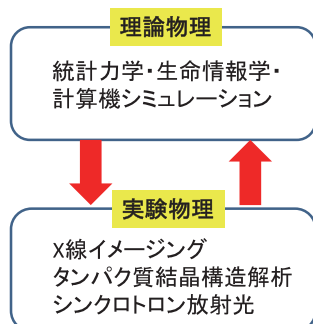 理論物理
統計力学・生命情報学・
計算機シミュレーション
実験物理
X線イメージング
タンパク質結晶構造解析
シンクロトロン放射光